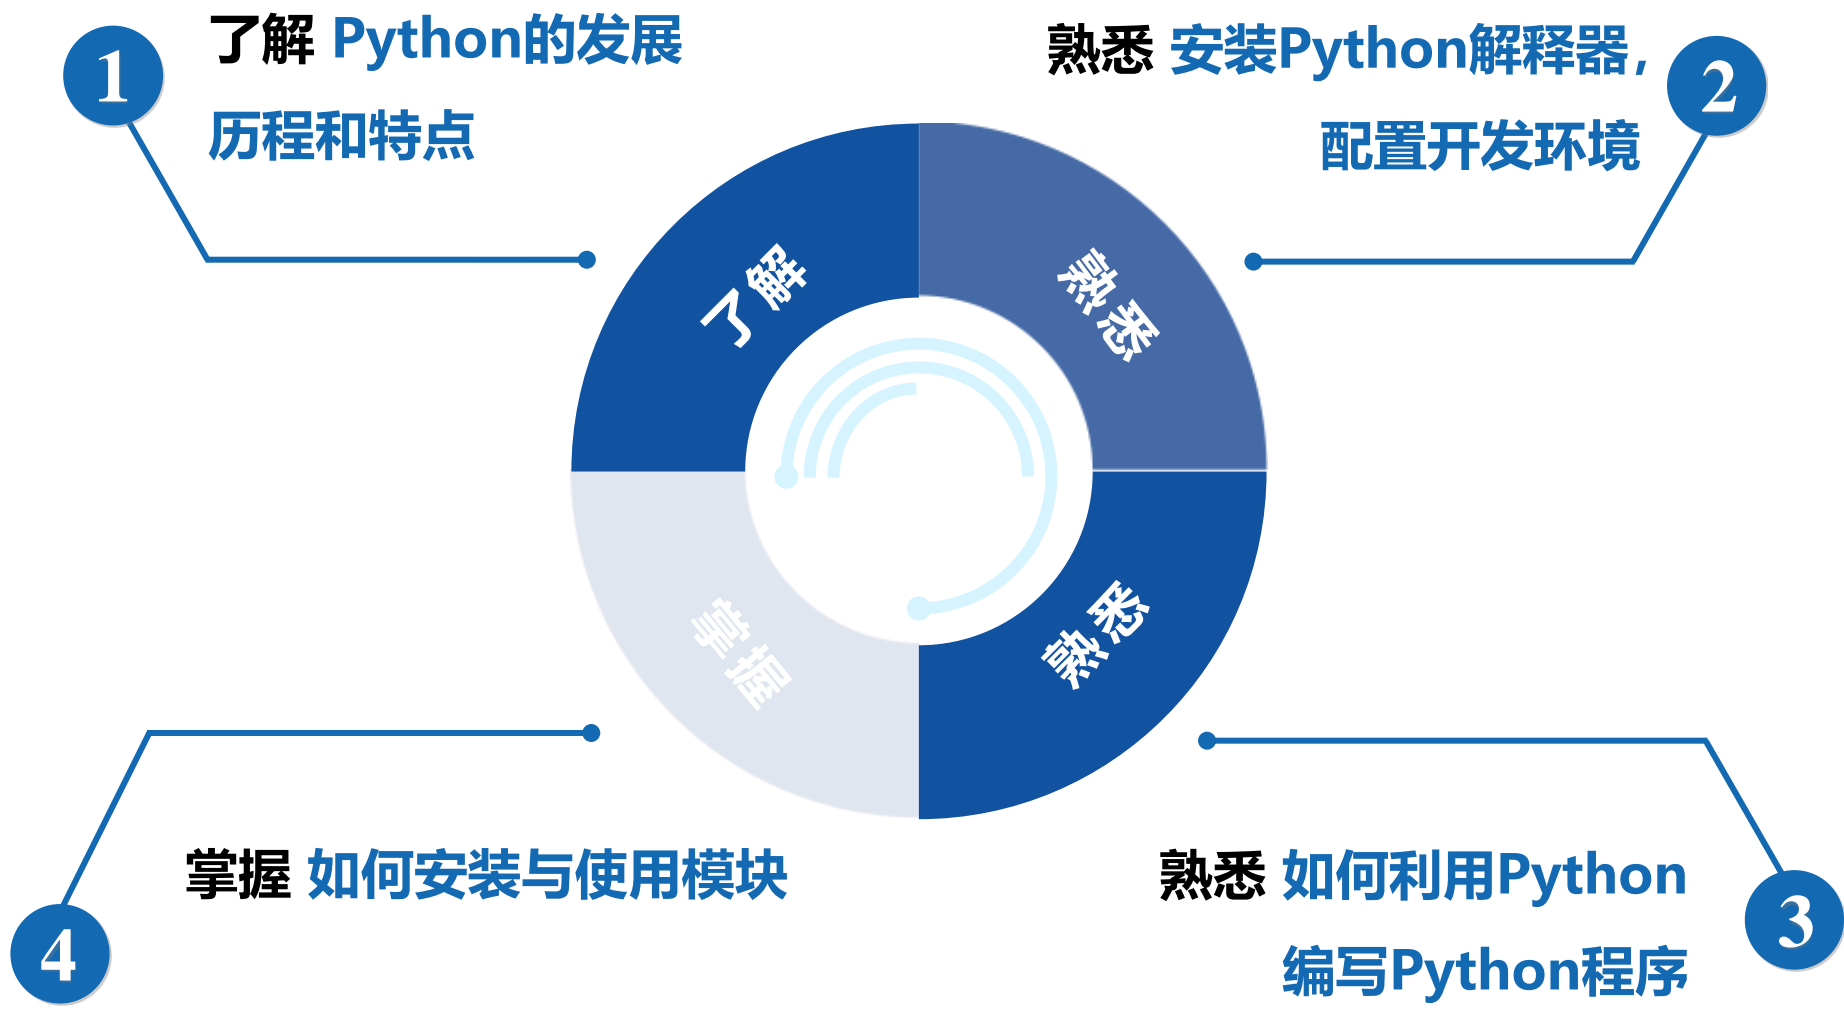 1
了解 Python的发展
历程和特点
熟悉 安装Python解释器，
配置开发环境
2
了解
熟悉
掌握
熟悉
掌握 如何安装与使用模块
4
熟悉 如何利用Python
编写Python程序
3